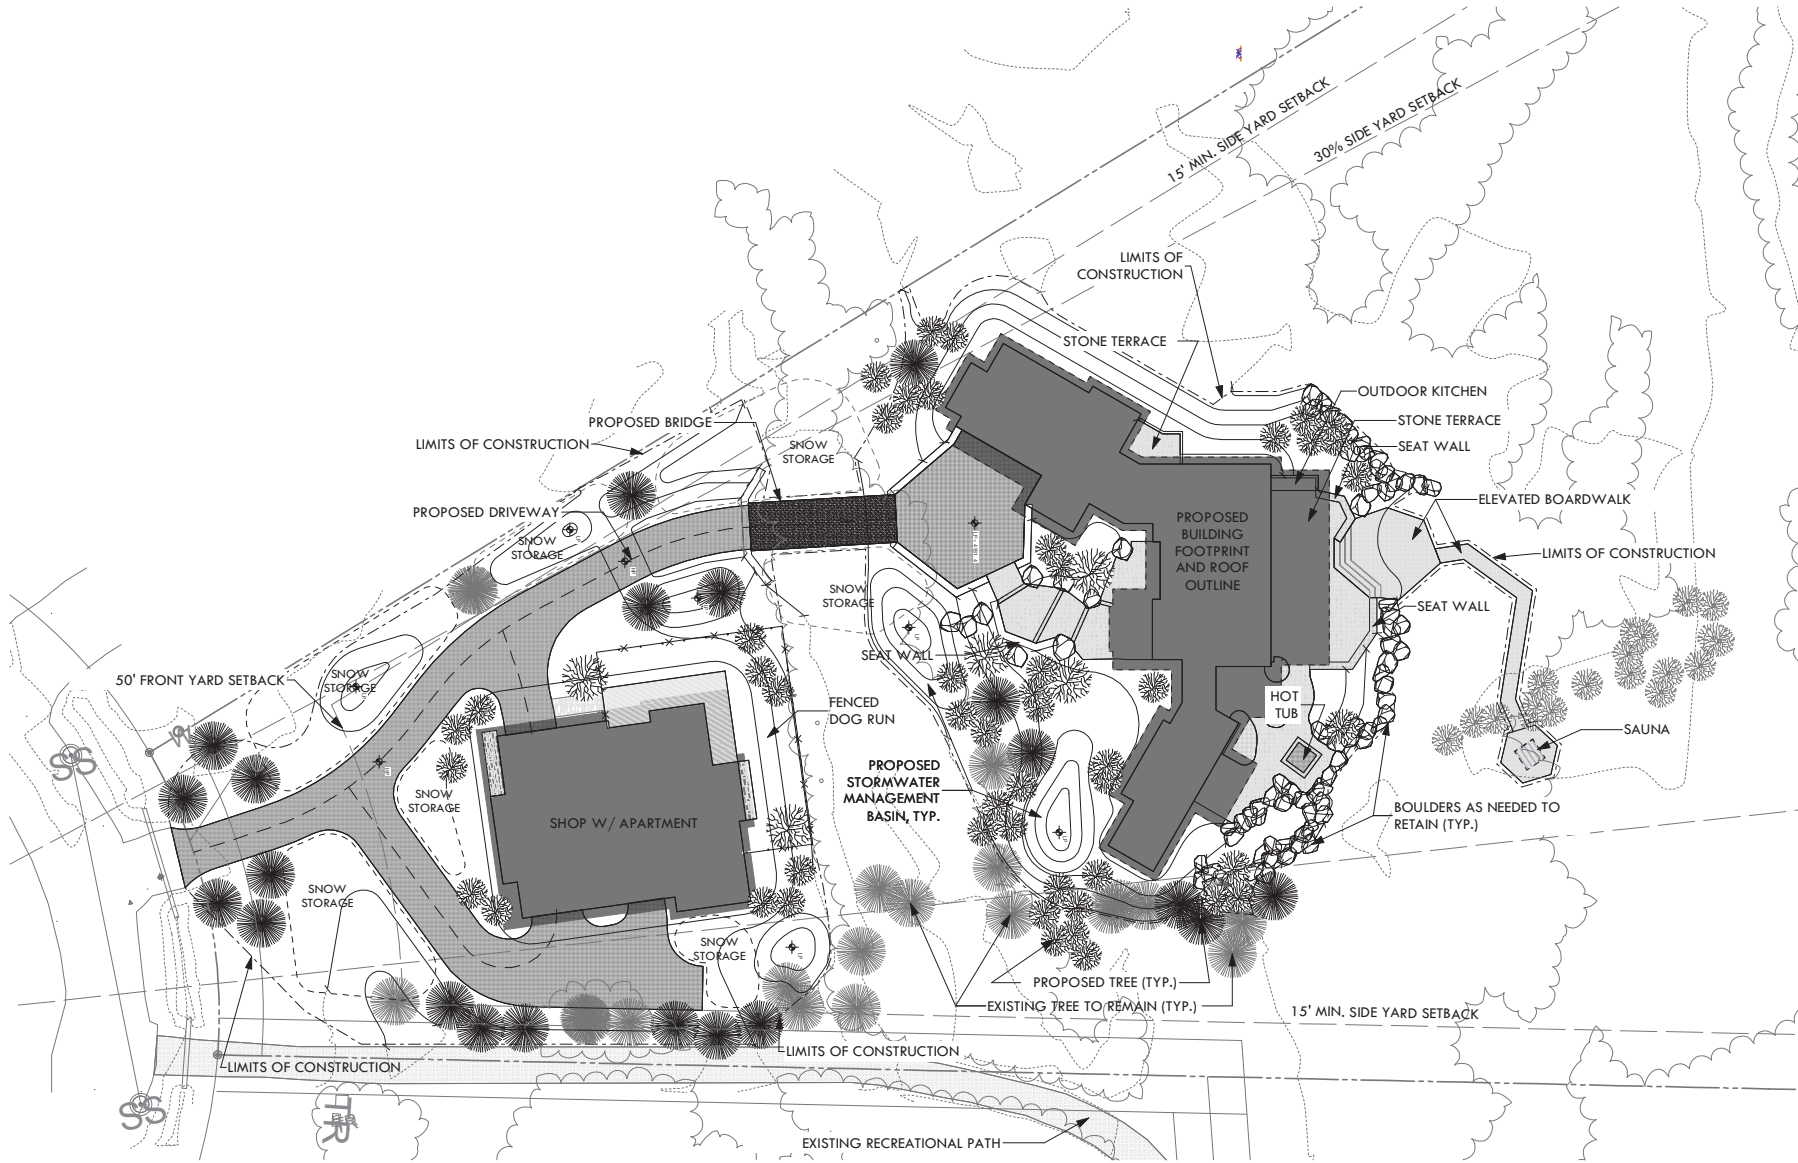 15' MIN. SIDE YARD SETBACK
30% SIDE YARD SETBACK
LIMITS OF
CONSTRUCTION
STONE TERRACE
OUTDOOR KITCHEN
STONE TERRACE
SEAT WALL
PROPOSED BRIDGE
LIMITS OF CONSTRUCTION
SNOW
STORAGE
ELEVATED BOARDWALK
PROPOSED DRIVEWAY
SNOW
STORAGE
PROPOSED
BUILDING
FOOTPRINT
AND ROOF
OUTLINE
LIMITS OF CONSTRUCTION
SNOW
STORAGE
SEAT WALL
SEAT WALL
50' FRONT YARD SETBACK
SNOW
STORAGE
FENCED
DOG RUN
HOT
TUB
SAUNA
SS
W
PROPOSED
STORMWATER
MANAGEMENT
BASIN, TYP.
SNOW
STORAGE
SHOP W/ APARTMENT
BOULDERS AS NEEDED TO
RETAIN (TYP.)
SNOW
STORAGE
SNOW
STORAGE
PROPOSED TREE (TYP.)
EXISTING TREE TO REMAIN (TYP.)
15' MIN. SIDE YARD SETBACK
LIMITS OF CONSTRUCTION
LIMITS OF CONSTRUCTION
SS
TR
EXISTING RECREATIONAL PATH